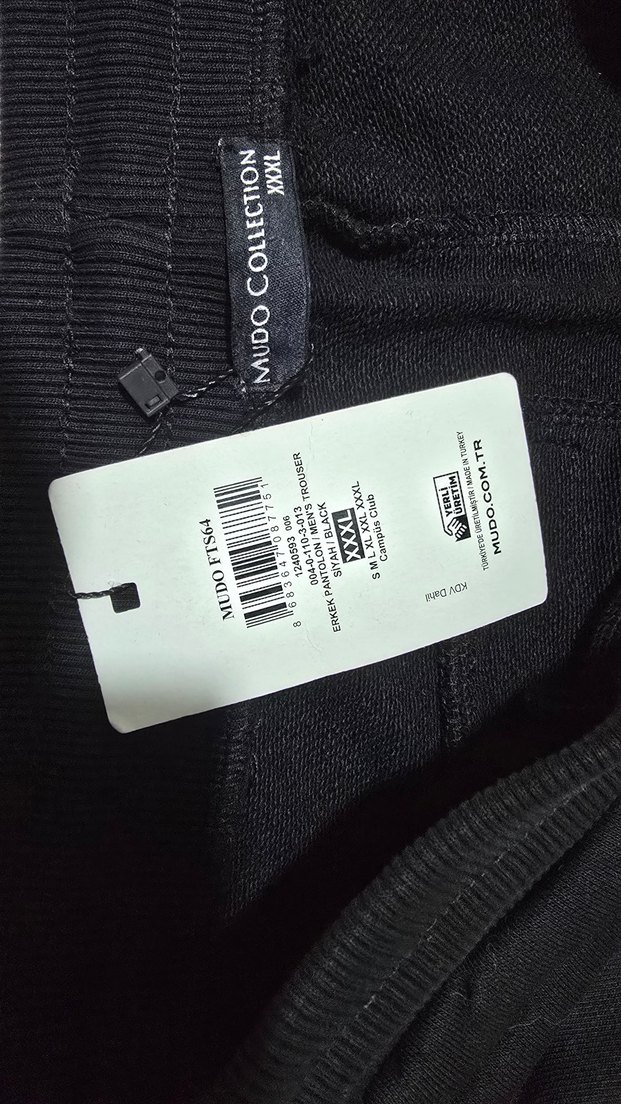 MUDO COLLECTION
XXXL
MUDO FTS64
8 683647 087751
1240593 006
004-0-110-3-013
ERKEK PANTOLON / MEN'S TROUSER
SIYAH / BLACK
XXXL
S M L XL XXL XXXL
Campüs Club
YERLİ
ÜRETİM
TÜRKİYE'DE ÜRETİLMİŞTİR / MADE IN TURKEY
MUDO.COM.TR
KDV Dahil